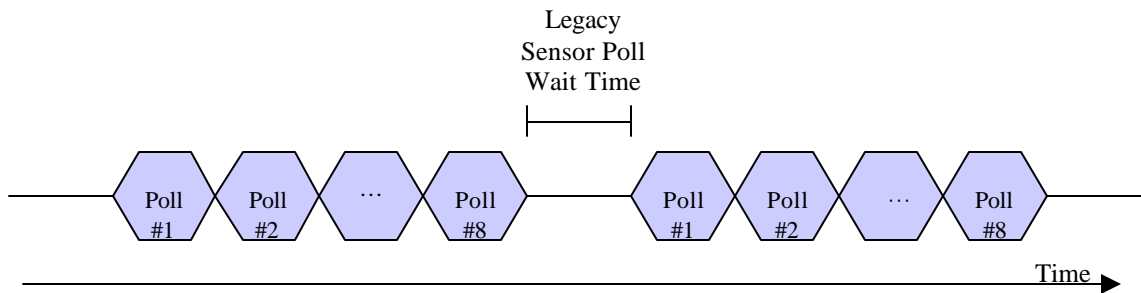 Legacy
Sensor Poll
Wait Time
Poll
#1
Poll
#2
...
Poll
#8
Poll
#1
Poll
#2
...
Poll
#8
Time